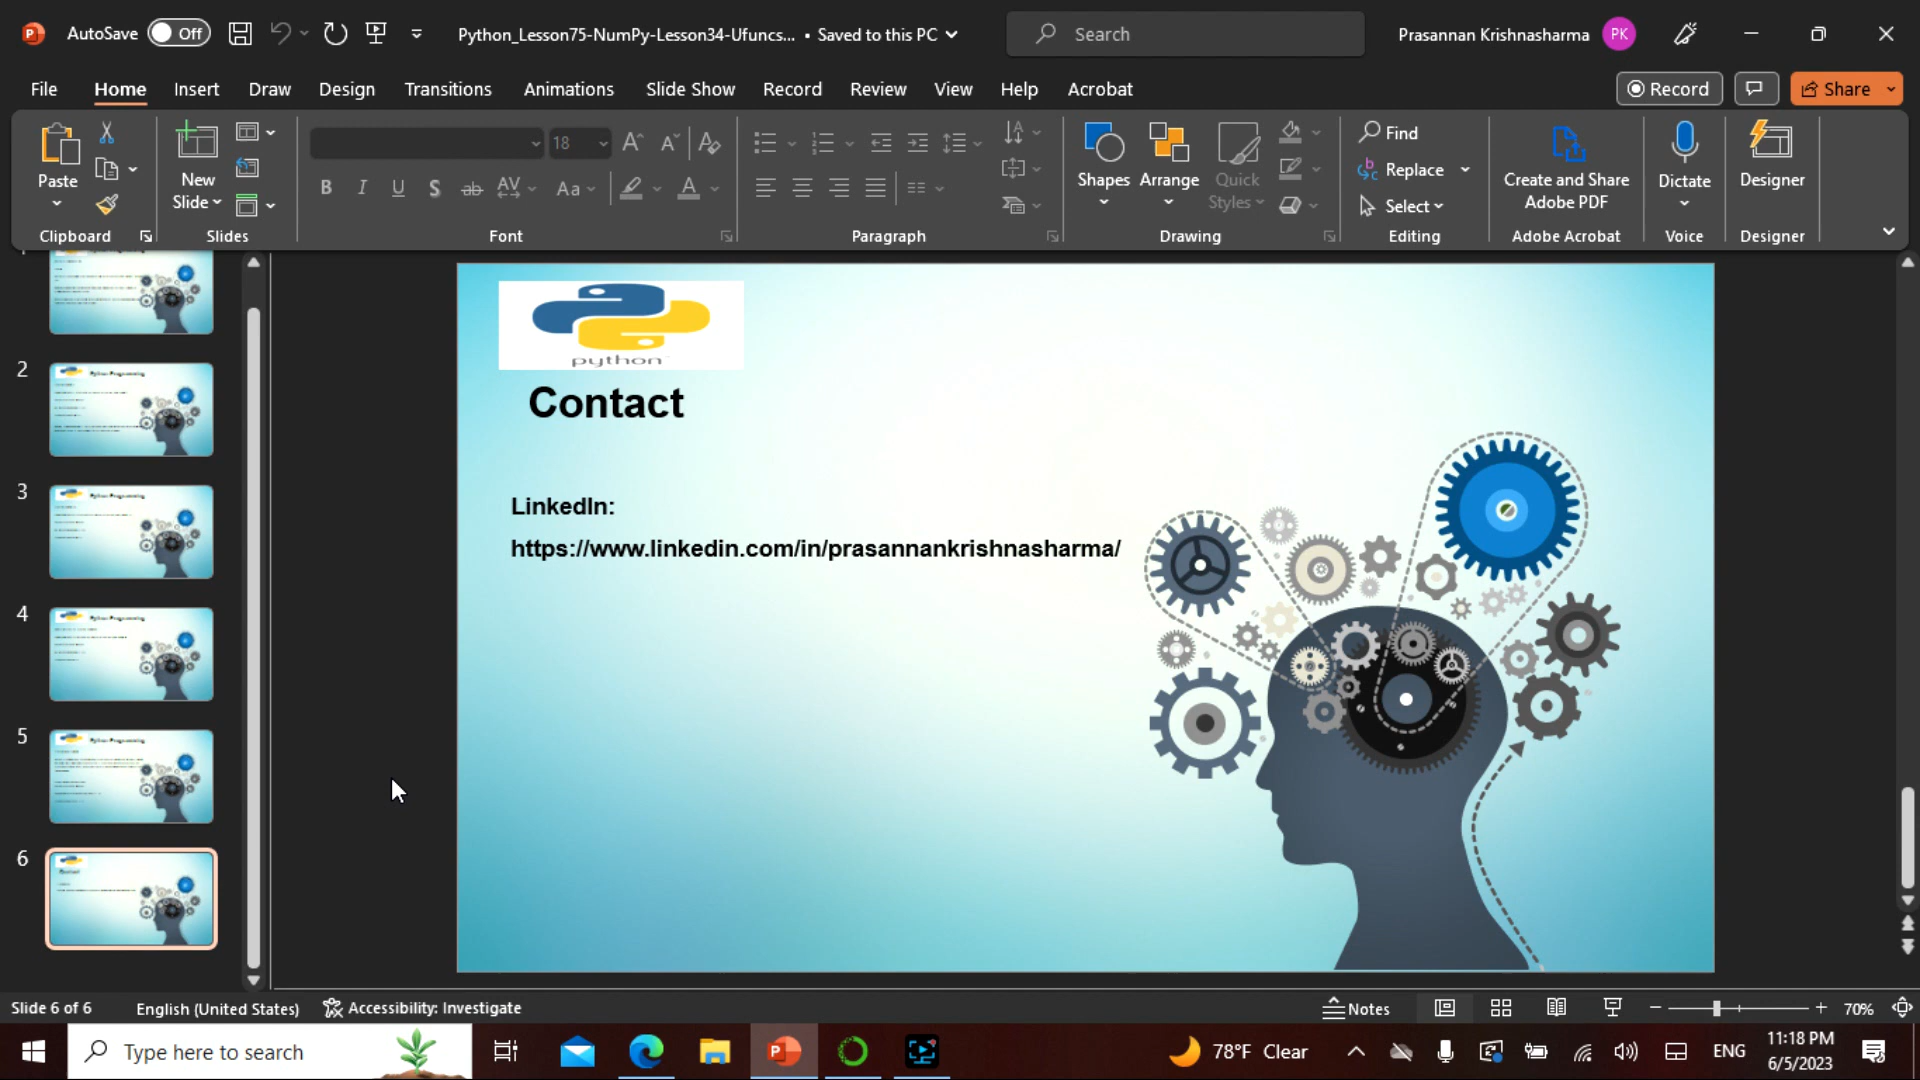 AutoSave Off Python_Lesson75-NumPy-Lesson34-Ufuncs... • Saved to this PC Search Prasannan Krishnasharma PK
File Home Insert Draw Design Transitions Animations Slide Show Record Review View Help Acrobat Record Share
Paste
New
Slide
18
B I U S ab AV Aa A
Shapes Arrange Quick
Styles
Find
Replace
Select
Create and Share
Adobe PDF
Dictate Designer
Clipboard Slides Font Paragraph Drawing Editing Adobe Acrobat Voice Designer
2
3
4
5
6
python
Contact
LinkedIn:
https://www.linkedin.com/in/prasannankrishnasharma/
Slide 6 of 6 English (United States) Accessibility: Investigate Notes 70%
Type here to search 78°F Clear ENG 11:18 PM
6/5/2023